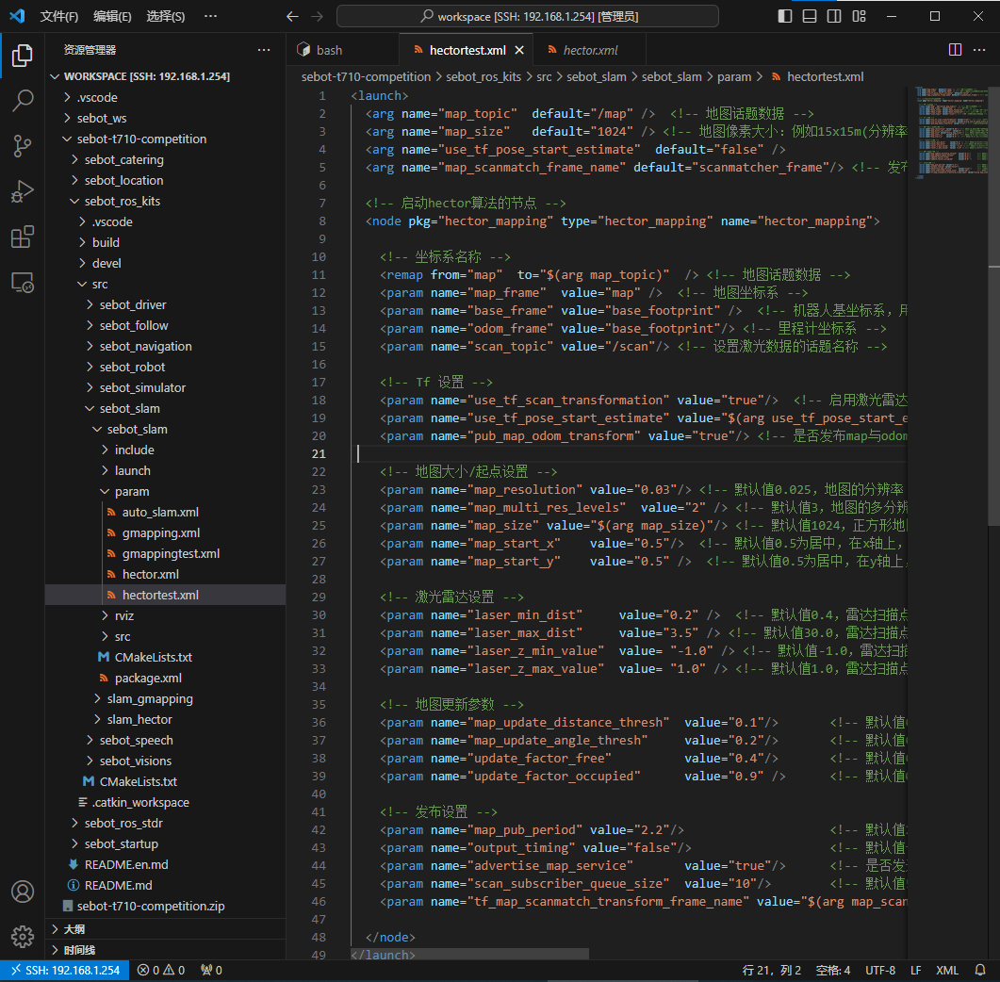 文件(F) 编辑(E) 选择(S) ··· workspace [SSH: 192.168.1.254] [管理员]
资源管理器
WORKSPACE [SSH: 192.168.1.254]
.vscode
sebot_ws
sebot-t710-competition
sebot_catering
sebot_location
sebot_ros_kits
.vscode
build
devel
src
sebot_driver
sebot_follow
sebot_navigation
sebot_robot
sebot_simulator
sebot_slam
sebot_slam
include
launch
param
auto_slam.xml
gmapping.xml
gmappingtest.xml
hector.xml
hectortest.xml
rviz
src
CMakeLists.txt
package.xml
slam_gmapping
slam_hector
sebot_speech
sebot_visions
CMakeLists.txt
.catkin_workspace
sebot_ros_stdr
sebot_startup
README.en.md
README.md
sebot-t710-competition.zip
大纲
时间线
bash hectortest.xml hector.xml
sebot-t710-competition > sebot_ros_kits > src > sebot_slam > sebot_slam > param > hectortest.xml
1 <launch>
2 <arg name="map_topic" default="/map" /> <!-- 地图话题数据 -->
3 <arg name="map_size" default="1024" /> <!-- 地图像素大小：例如15x15m(分辨率
4 <arg name="use_tf_pose_start_estimate" default="false" />
5 <arg name="map_scanmatch_frame_name" default="scanmatcher_frame"/> <!-- 发布
6
7 <!-- 启动hector算法的节点 -->
8 <node pkg="hector_mapping" type="hector_mapping" name="hector_mapping">
9
10 <!-- 坐标系名称 -->
11 <remap from="map" to="$(arg map_topic)" /> <!-- 地图话题数据 -->
12 <param name="map_frame" value="map" /> <!-- 地图坐标系 -->
13 <param name="base_frame" value="base_footprint" /> <!-- 机器人基坐标系，用
14 <param name="odom_frame" value="base_footprint"/> <!-- 里程计坐标系 -->
15 <param name="scan_topic" value="/scan"/> <!-- 设置激光数据的话题名称 -->
16
17 <!-- Tf 设置 -->
18 <param name="use_tf_scan_transformation" value="true"/> <!-- 启用激光雷达
19 <param name="use_tf_pose_start_estimate" value="$(arg use_tf_pose_start_e
20 <param name="pub_map_odom_transform" value="true"/> <!-- 是否发布map与odom
21
22 <!-- 地图大小/起点设置 -->
23 <param name="map_resolution" value="0.03"/> <!-- 默认值0.025，地图的分辨率
24 <param name="map_multi_res_levels" value="2" /> <!-- 默认值3，地图的多分辨
25 <param name="map_size" value="$(arg map_size)"/> <!-- 默认值1024，正方形地
26 <param name="map_start_x" value="0.5"/> <!-- 默认值0.5为居中，在x轴上，
27 <param name="map_start_y" value="0.5" /> <!-- 默认值0.5为居中，在y轴上，
28
29 <!-- 激光雷达设置 -->
30 <param name="laser_min_dist" value="0.2" /> <!-- 默认值0.4，雷达扫描点
31 <param name="laser_max_dist" value="3.5" /> <!-- 默认值30.0，雷达扫描点
32 <param name="laser_z_min_value" value= "-1.0" /> <!-- 默认值-1.0，雷达扫描
33 <param name="laser_z_max_value" value= "1.0" /> <!-- 默认值1.0，雷达扫描点
34
35 <!-- 地图更新参数 -->
36 <param name="map_update_distance_thresh" value="0.1"/> <!-- 默认值
37 <param name="map_update_angle_thresh" value="0.2"/> <!-- 默认值
38 <param name="update_factor_free" value="0.4"/> <!-- 默认值
39 <param name="update_factor_occupied" value="0.9" /> <!-- 默认值
40
41 <!-- 发布设置 -->
42 <param name="map_pub_period" value="2.2"/> <!-- 默认值
43 <param name="output_timing" value="false"/> <!-- 默认值
44 <param name="advertise_map_service" value="true"/> <!-- 是否发
45 <param name="scan_subscriber_queue_size" value="10"/> <!-- 默认值
46 <param name="tf_map_scanmatch_transform_frame_name" value="$(arg map_scan
47
48 </node>
49 </launch>
SSH: 192.168.1.254 0 0 0 行 21，列 2 空格: 4 UTF-8 LF XML